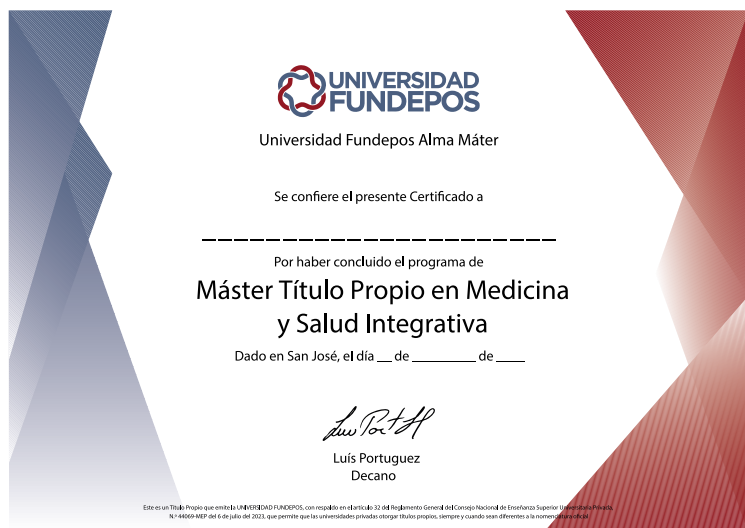 UNIVERSIDAD
FUNDEPOS
Universidad Fundepos Alma Máter
Se confiere el presente Certificado a
Por haber concluido el programa de
Máster Título Propio en Medicina
y Salud Integrativa
Dado en San José, el día __ de ________ de ____
Luís Portuguez
Decano
Este es un Título Propio que emite la UNIVERSIDAD FUNDEPOS, con respaldo en el artículo 32 del Reglamento General del Consejo Nacional de Enseñanza Superior Universitaria Privada,
N.º 44069-MEP del 6 de julio del 2023, que permite que las universidades privadas otorgar títulos propios, siempre y cuando sean diferentes a la nomenclatura oficial.